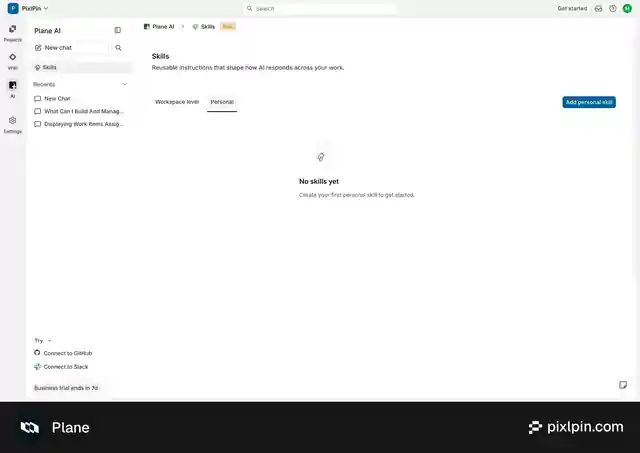 PixlPin
Search
Get started
Projects
Wiki
AI
Settings
Plane AI
New chat
Skills
Recents
New Chat
What Can I Build And Manag...
Displaying Work Items Assig...
Try
Connect to GitHub
Connect to Slack
Business trial ends in 7d
Plane AI
Skills
Skills
Reusable instructions that shape how AI responds across your work.
Workspace level
Personal
Add personal skill
No skills yet
Create your first personal skill to get started.
Plane
pixlpin.com